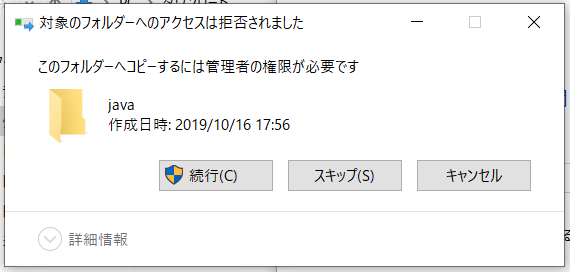 対象のフォルダーへのアクセスは拒否されました
このフォルダーへコピーするには管理者の権限が必要です
java
作成日時: 2019/10/16 17:56
続行(C)
スキップ(S)
キャンセル
詳細情報